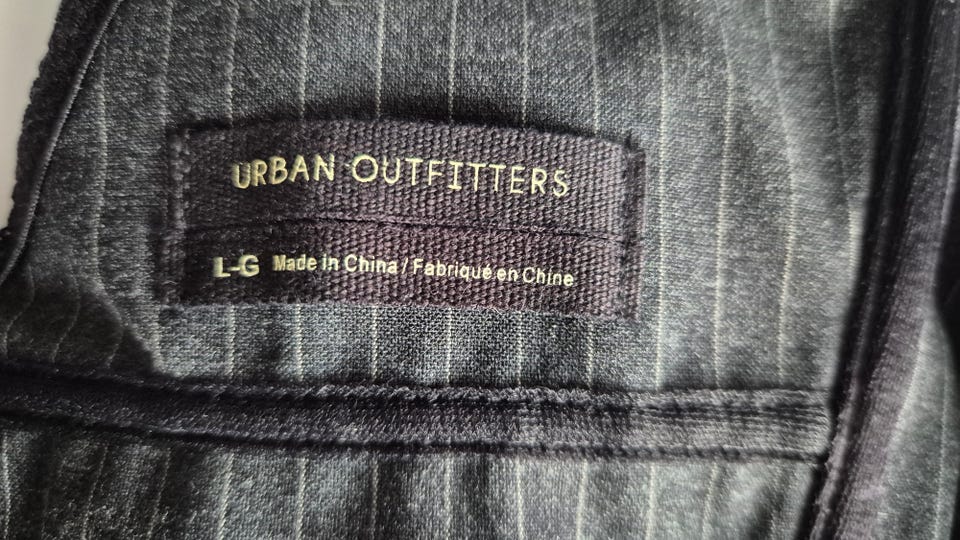 URBAN OUTFITTERS
L-G Made in China / Fabriqué en Chine